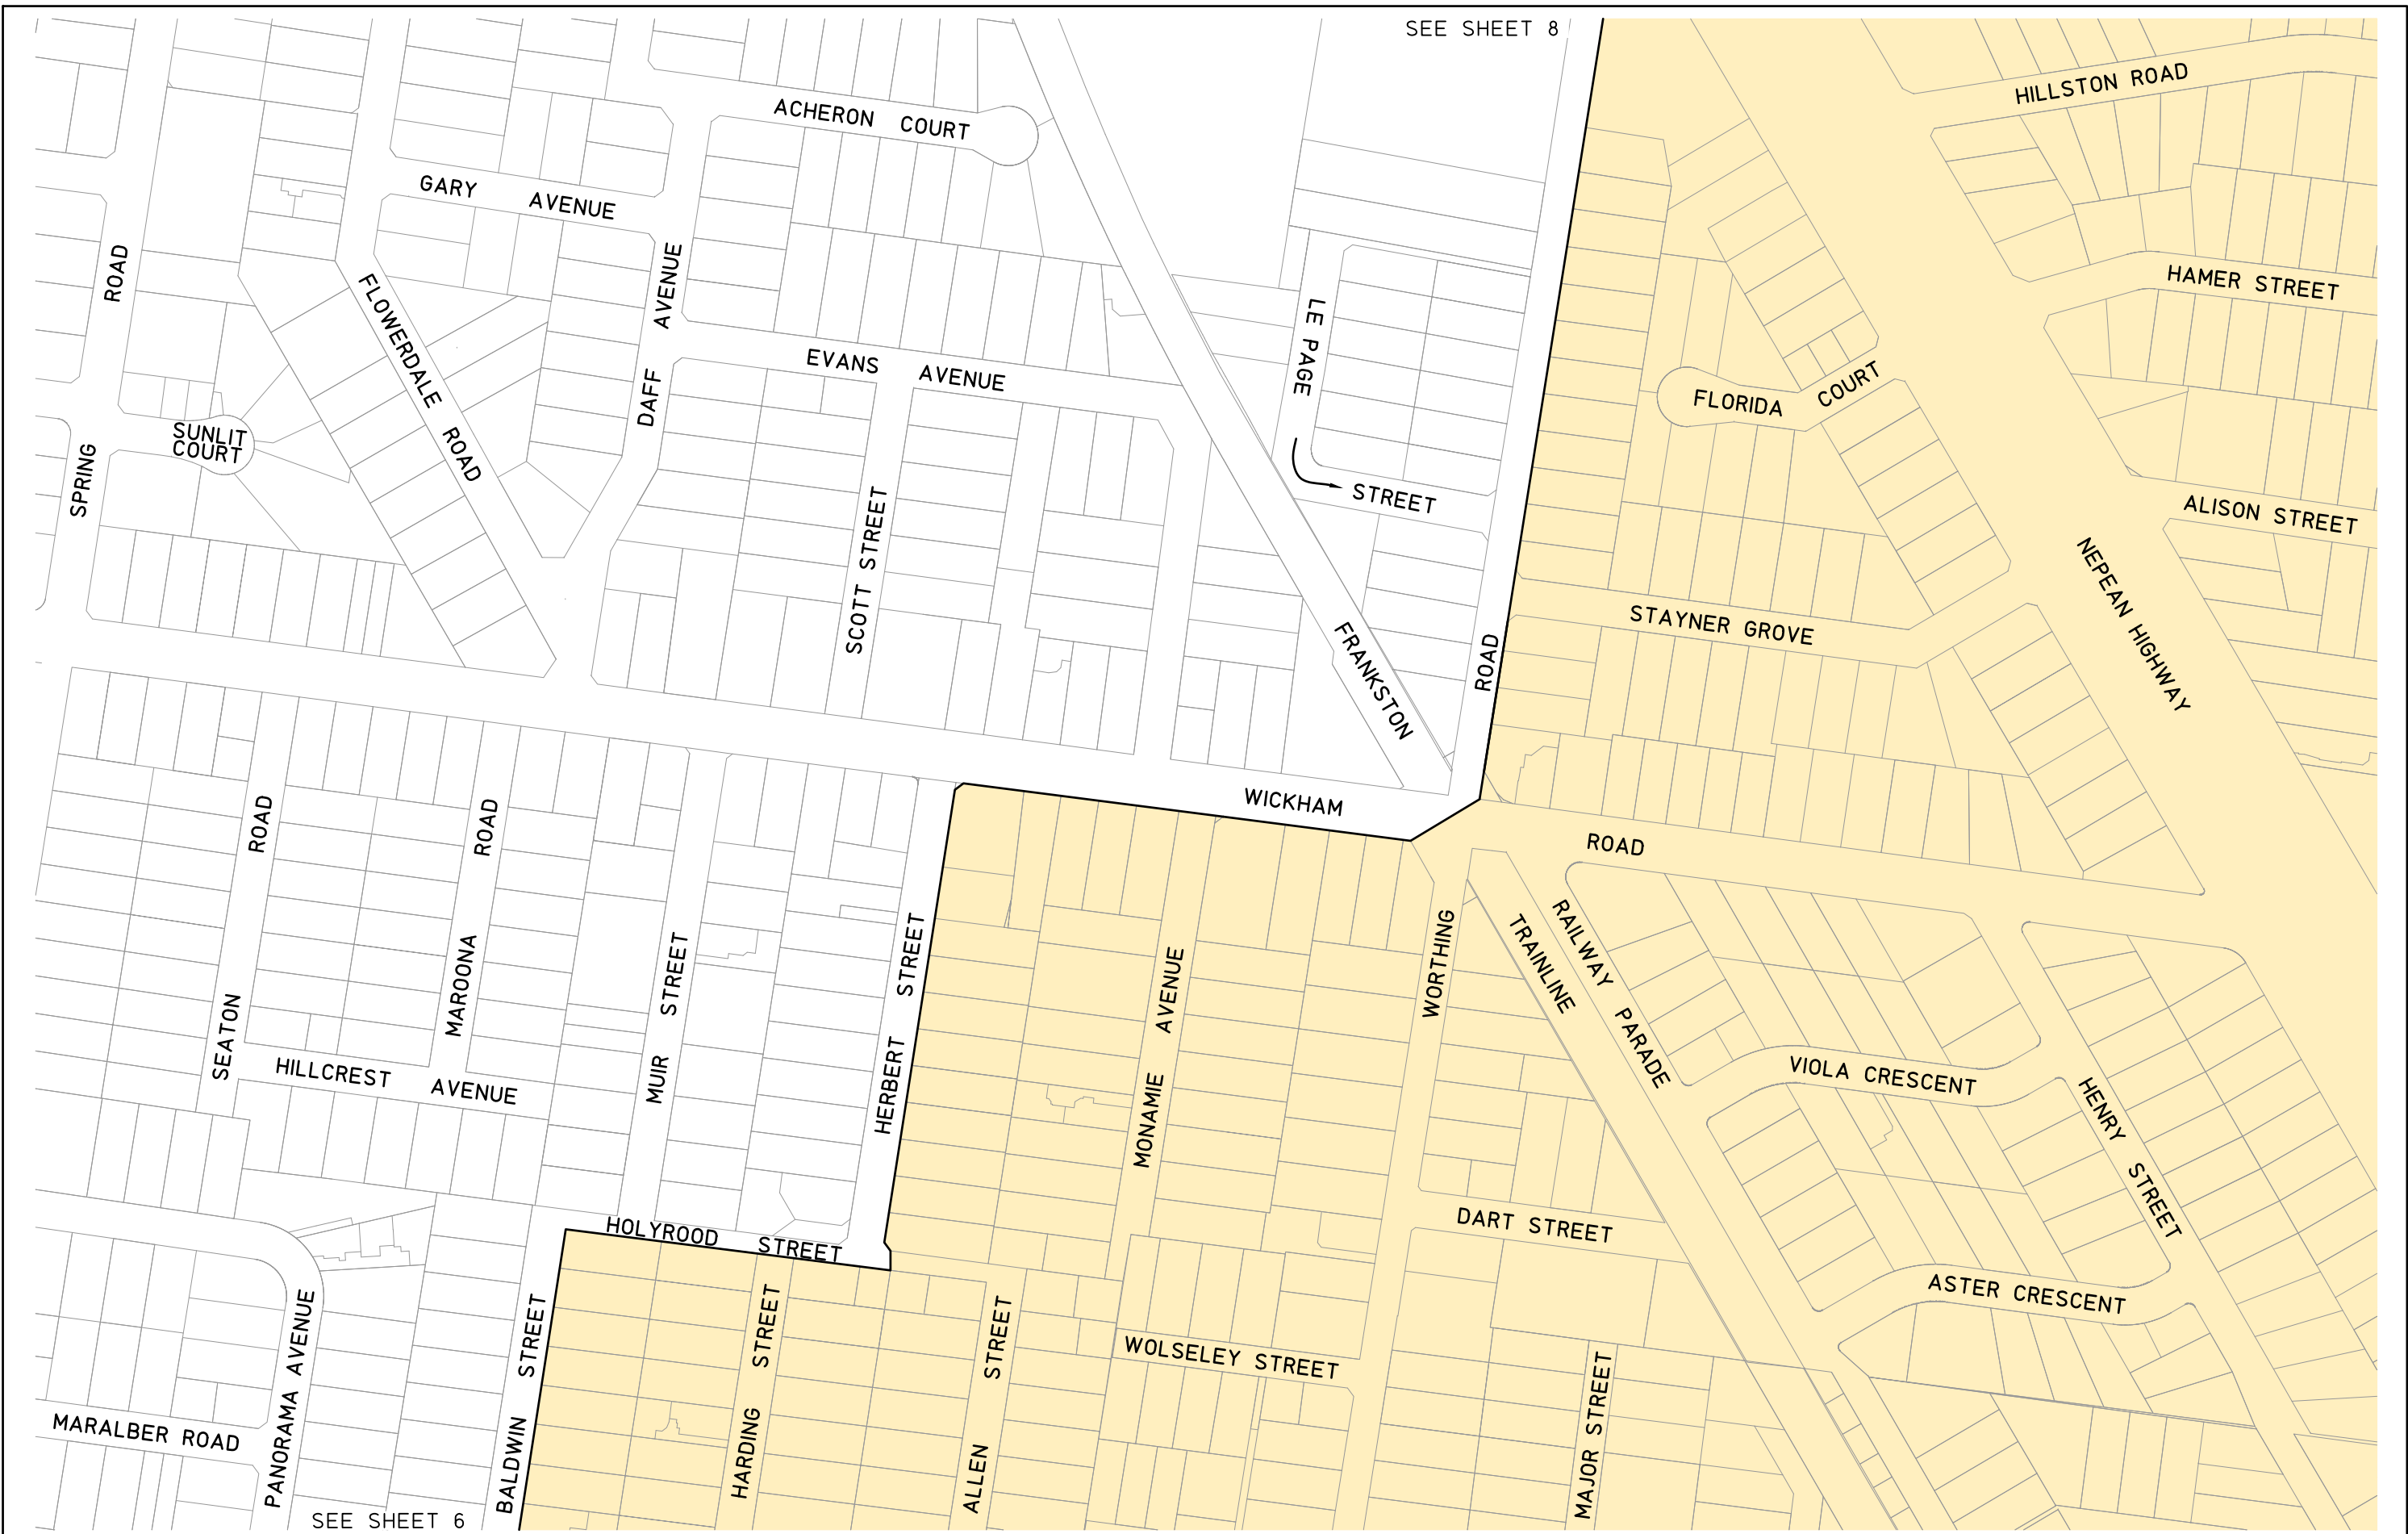 SEE SHEET 8
HILLSTON ROAD
ACHERON COURT
GARY AVENUE
HAMER STREET
ROAD
FLOWERDALE ROAD
DAFF AVENUE
LE PAGE STREET
EVANS AVENUE
FLORIDA COURT
SUNLIT
COURT
SPRING
ALISON STREET
SCOTT STREET
NEPEAN HIGHWAY
STAYNER GROVE
FRANKSTON
ROAD
WICKHAM
ROAD
SEATON ROAD
MAROONA ROAD
MUIR STREET
HERBERT STREET
MONAMIE AVENUE
WORTHING
TRAINLINE
RAILWAY PARADE
HILLCREST AVENUE
VIOLA CRESCENT
HENRY STREET
HOLYROOD STREET
DART STREET
ASTER CRESCENT
WOLSELEY STREET
PANORAMA AVENUE
BALDWIN STREET
HARDING STREET
ALLEN STREET
MAJOR STREET
MARALBER ROAD
SEE SHEET 6